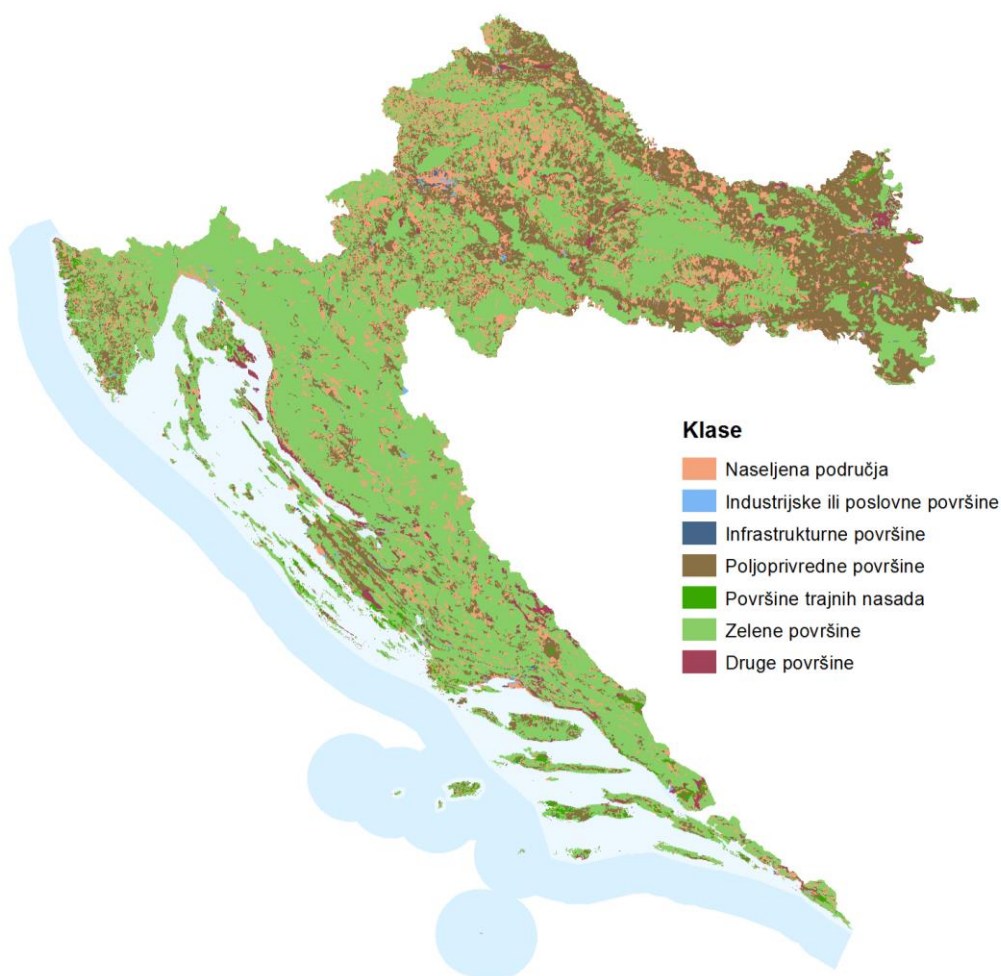 Klase
Naseljena područja
Industrijske ili poslovne površine
Infrastrukturne površine
Poljoprivredne površine
Površine trajnih nasada
Zelene površine
Druge površine